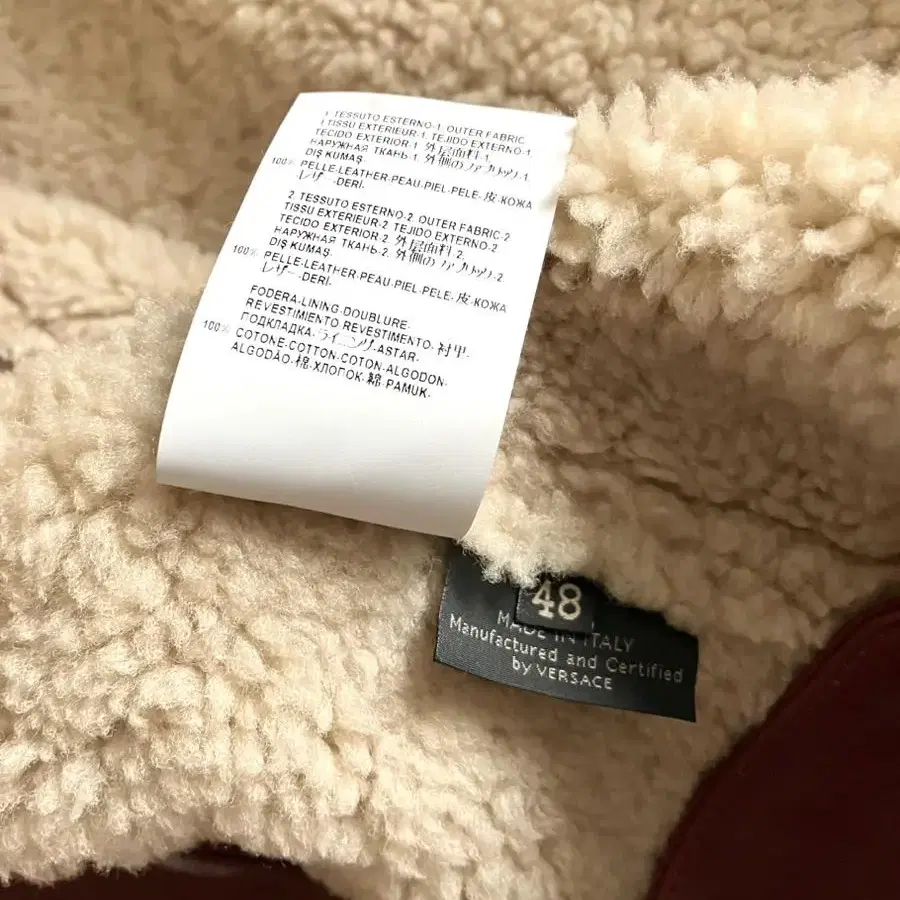 1. TESSUTO ESTERNO-1. OUTER FABRIC.
1.TISSU EXTERIEUR-1. TEJIDO EXTERNO-1.
TECIDO EXTERIOR-1. 外层面料-1.
НАРУЖНАЯ ТКАНЬ-1. 外側のファブリック-1.
DIŞ KUMAŞ.
100% PELLE-LEATHER-PEAU-PIEL-PELE- 皮-КОЖА
レザー-DERİ.
2. TESSUTO ESTERNO-2. OUTER FABRIC.2.
TISSU EXTERIEUR-2. TEJIDO EXTERNO-2.
TECIDO EXTERIOR-2. 外层面料-2.
НАРУЖНАЯ ТКАНЬ-2. 外側のファブリック-2.
DIŞ KUMAŞ.
100% PELLE-LEATHER-PEAU-PIEL-PELE- 皮-КОЖА
レザー-DERİ.
FODERA-LINING-DOUBLURE-
REVESTIMIENTO REVESTIMENTO- 衬里-
ПОДКЛАДКА-ライニング-ASTAR.
100% COTONE-COTTON-COTON-ALGODON-
ALGODÃO-棉-ХЛОПОК-綿-PAMUK.
48
MADE IN ITALY
Manufactured and Certified
by VERSACE